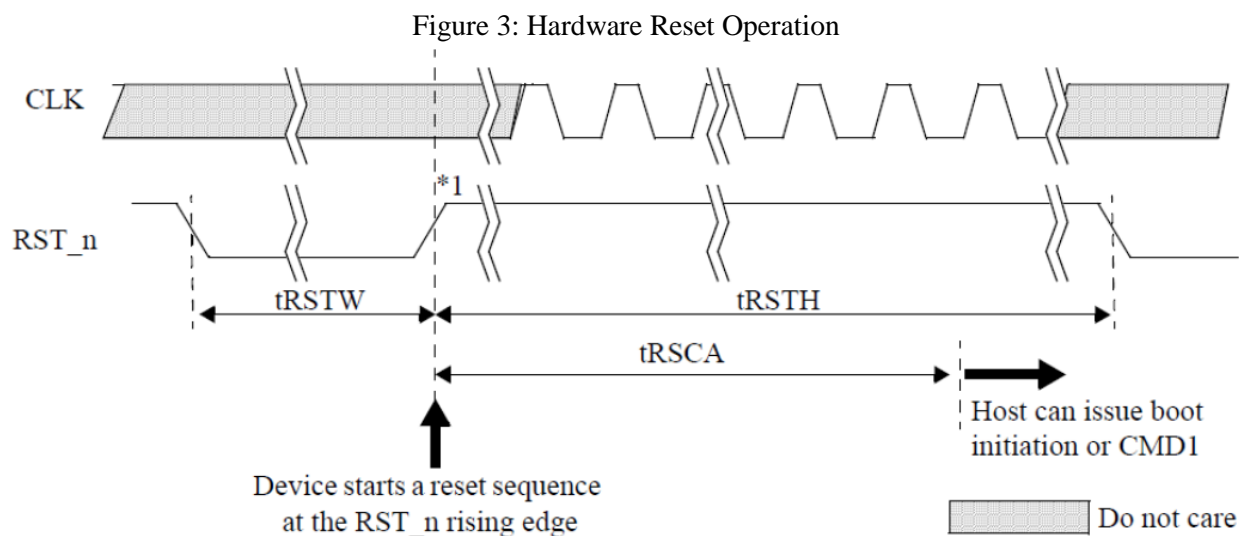 Figure 3: Hardware Reset Operation
CLK
*1
RST_n
tRSTW
tRSTH
tRSCA
Host can issue boot
initiation or CMD1
Device starts a reset sequence
at the RST_n rising edge
Do not care